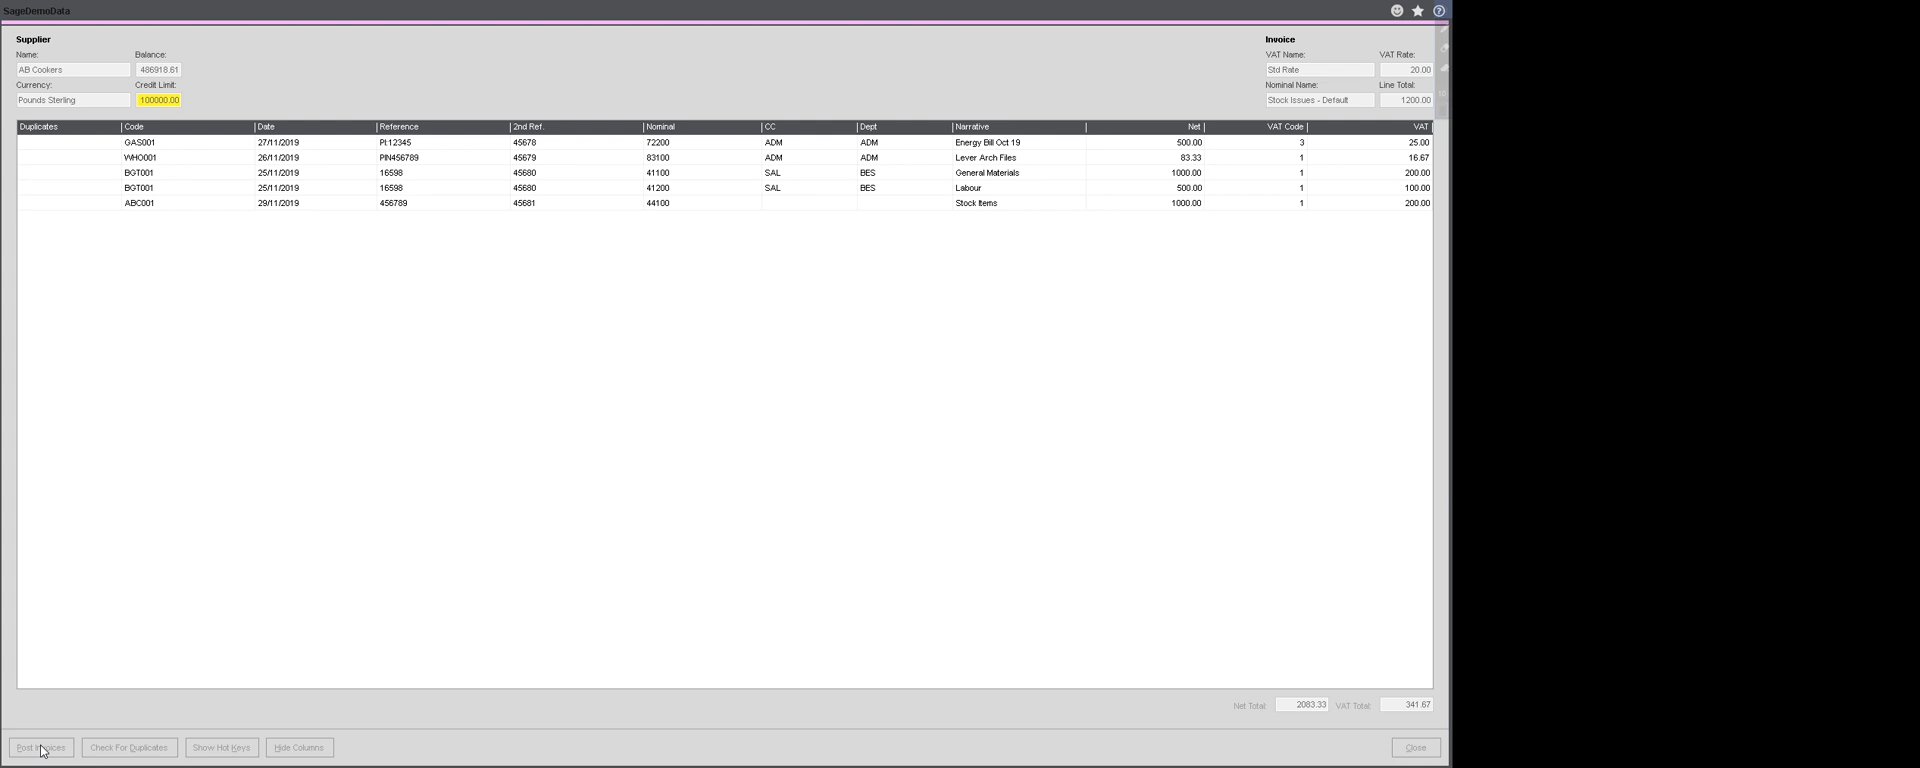 SageDemoData
Supplier
Invoice
Name: Balance: VAT Name: VAT Rate:
AB Cookers 486918.61 Std Rate 20.00
Currency: Credit Limit: Nominal Name: Line Total:
Pounds Sterling 100000.00 Stock Issues - Default 1200.00
Duplicates Code Date Reference 2nd Ref. Nominal CC Dept Narrative Net VAT Code VAT
GAS001 27/11/2019 PI:12345 45678 72200 ADM ADM Energy Bill Oct 19 500.00 3 25.00
WHO001 26/11/2019 PIN456789 45679 83100 ADM ADM Lever Arch Files 83.33 1 16.67
BGT001 25/11/2019 16598 45680 41100 SAL BES General Materials 1000.00 1 200.00
BGT001 25/11/2019 16598 45680 41200 SAL BES Labour 500.00 1 100.00
ABC001 29/11/2019 456789 45681 44100 Stock Items 1000.00 1 200.00
Net Total: 2083.33 VAT Total: 341.67
Post Invoices Check For Duplicates Show Hot Keys Hide Columns Close